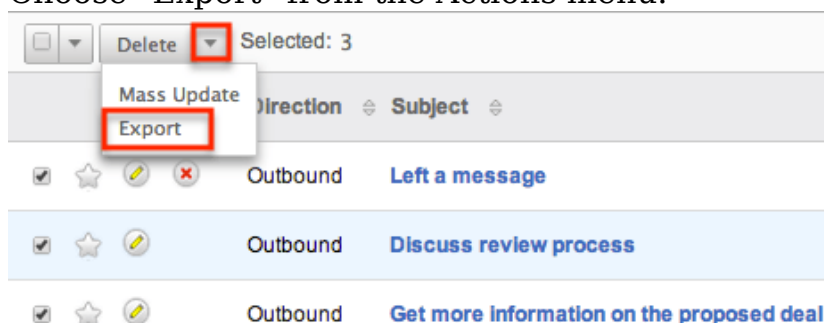 Choose "Export" from the Actions menu.
Delete Selected: 3
Mass Update
Export
Direction Subject
Outbound Left a message
Outbound Discuss review process
Outbound Get more information on the proposed deal